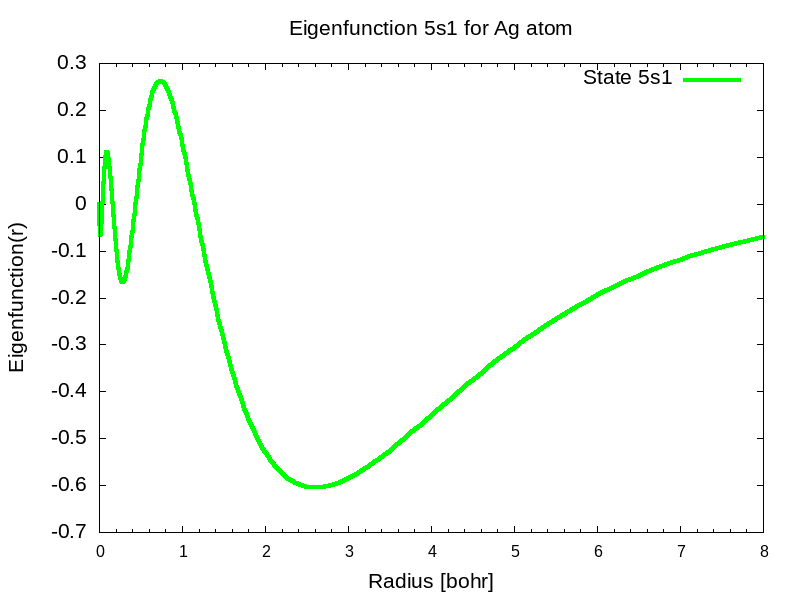 Eigenfunction 5s1 for Ag atom
State 5s1
0.3
0.2
0.1
0
-0.1
-0.2
-0.3
-0.4
-0.5
-0.6
-0.7
Eigenfunction(r)
0 1 2 3 4 5 6 7 8
Radius [bohr]